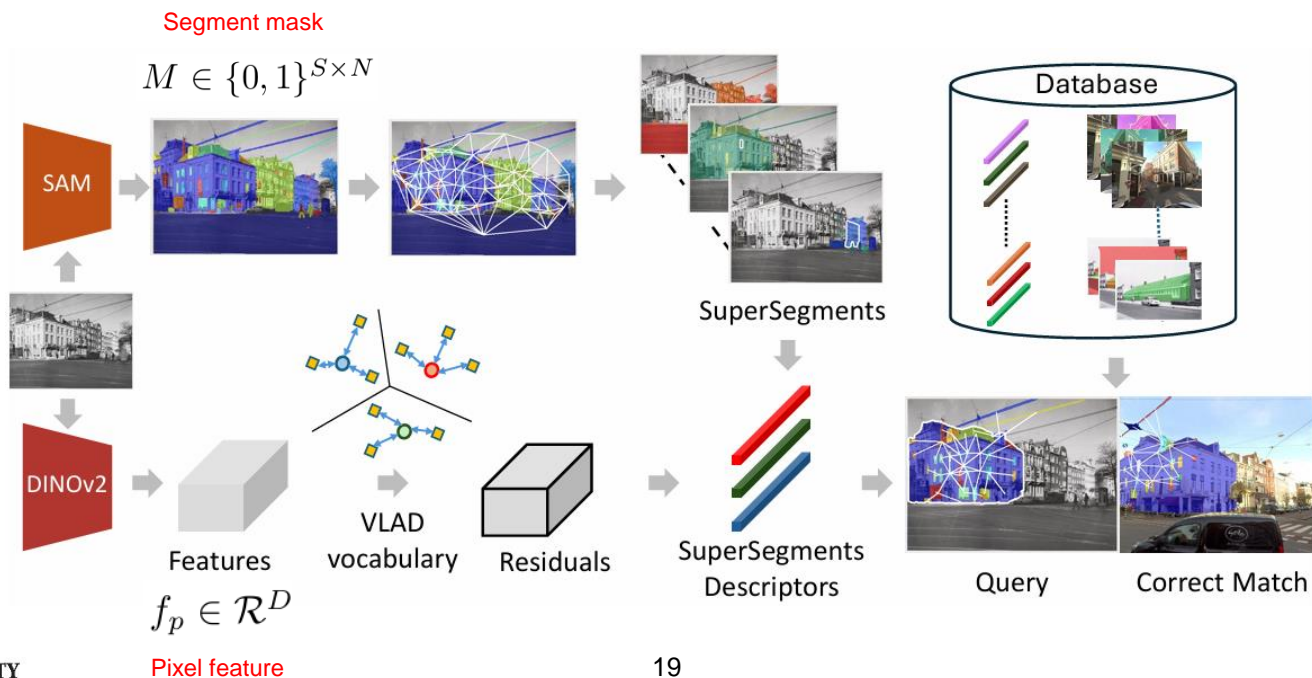 Segment mask
M ∈ {0, 1}^{S×N}
Database
SAM
SuperSegments
DINOv2
Features
VLAD
vocabulary
Residuals
SuperSegments
Descriptors
Query
Correct Match
f_p ∈ R^D
TY
Pixel feature
19